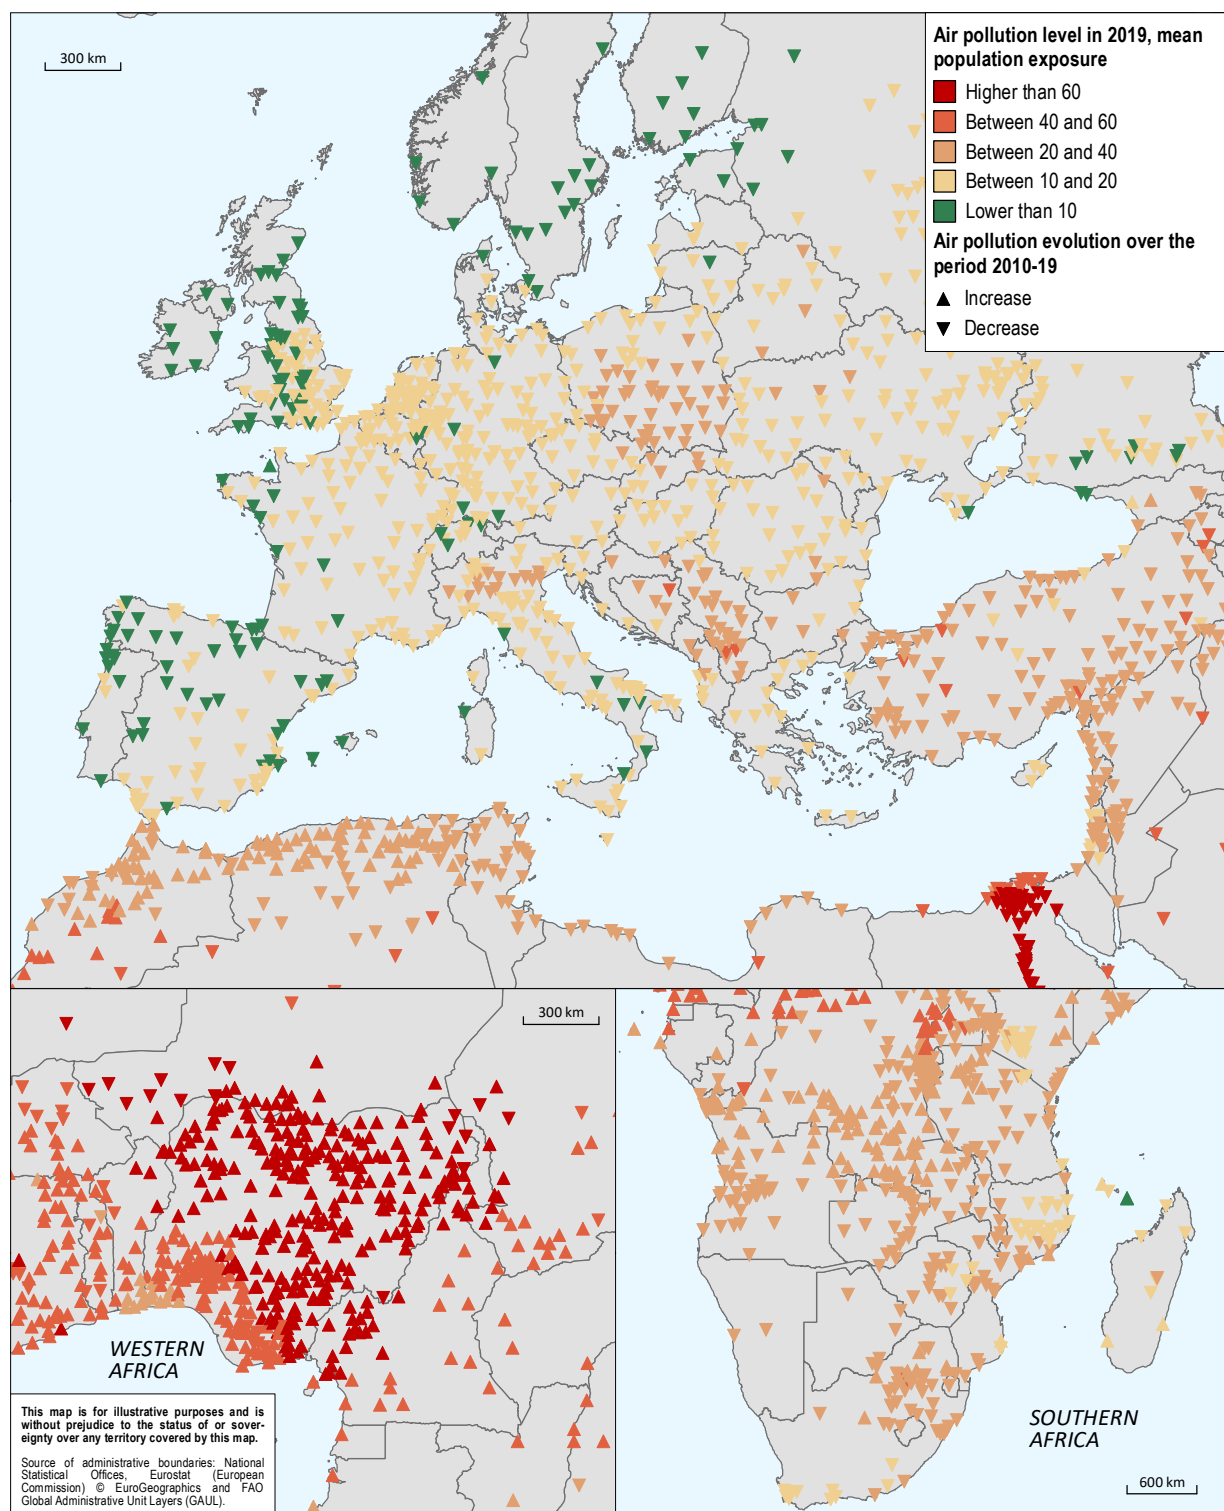 300 km
Air pollution level in 2019, mean
population exposure
Higher than 60
Between 40 and 60
Between 20 and 40
Between 10 and 20
Lower than 10
Air pollution evolution over the
period 2010-19
Increase
Decrease
300 km
WESTERN
AFRICA
This map is for illustrative purposes and is
without prejudice to the status of or sover-
eignty over any territory covered by this map.
Source of administrative boundaries: National
Statistical Offices, Eurostat (European
Commission) © EuroGeographics and FAO
Global Administrative Unit Layers (GAUL).
SOUTHERN
AFRICA
600 km